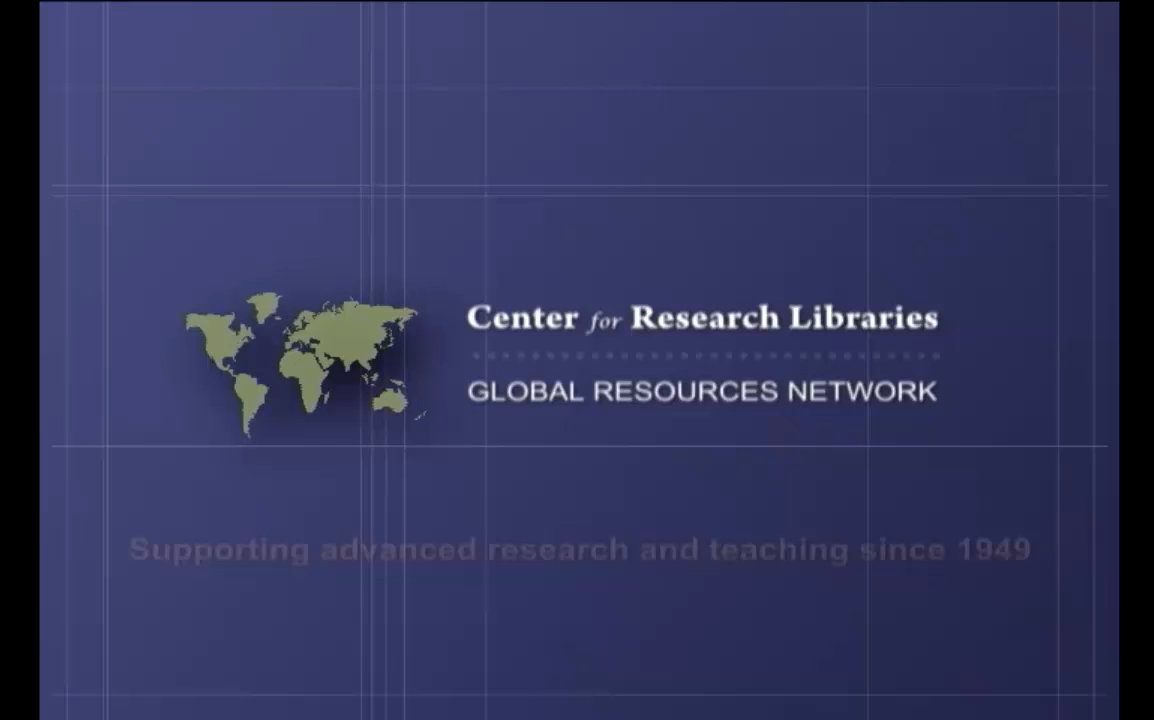 Center for Research Libraries
GLOBAL RESOURCES NETWORK
Supporting advanced research and teaching since 1949